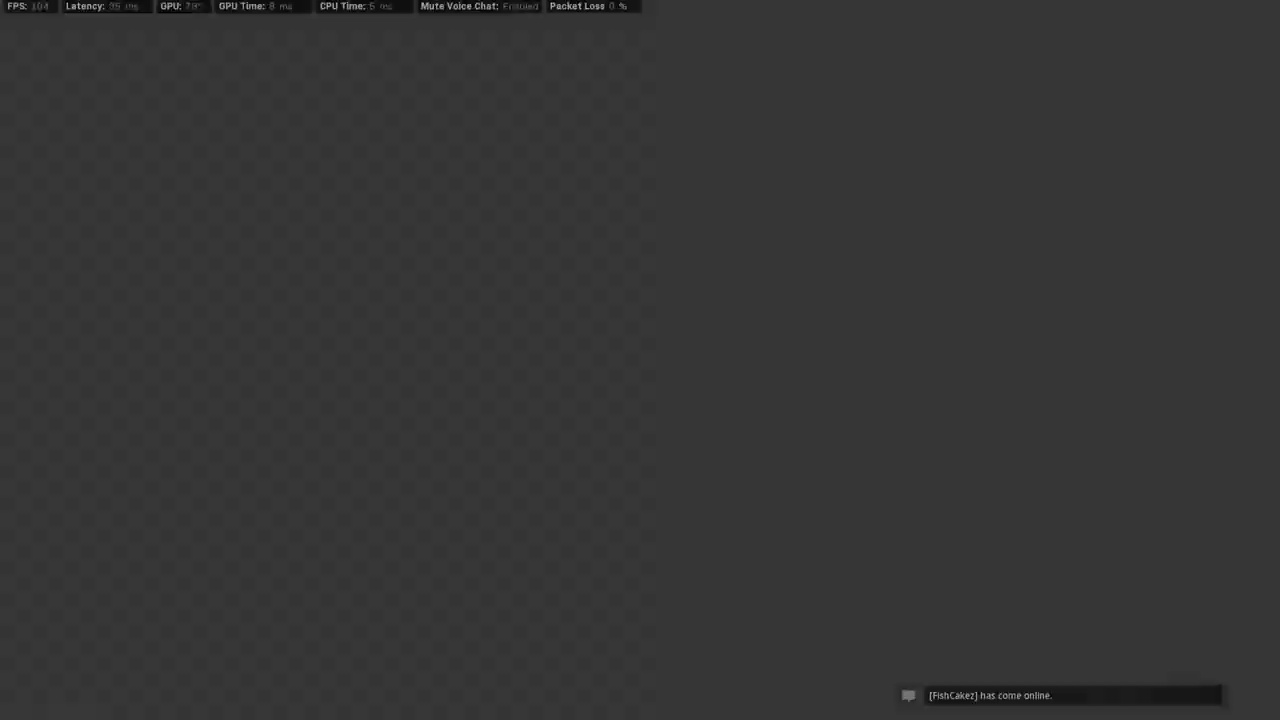 FPS: 104 Latency: 35 ms GPU: GPU Time: 8 ms CPU Time: 5 ms Mute Voice Chat: Enabled Packet Loss 0 %
[FishCakez] has come online.